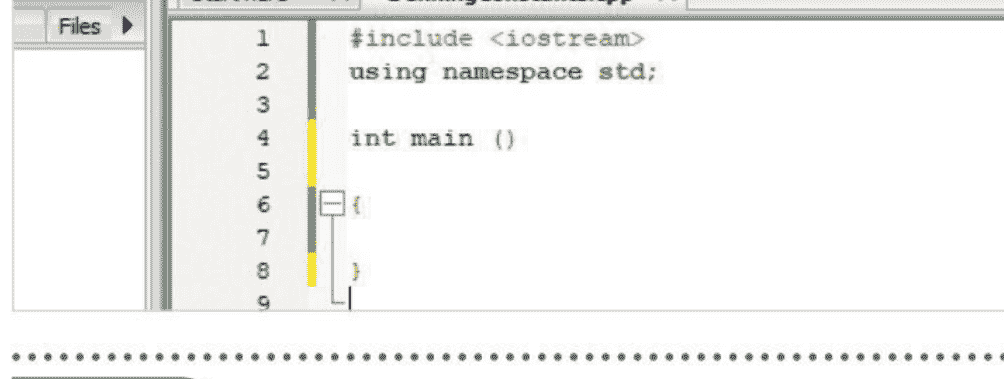 Files
1 #include <iostream>
2 using namespace std;
3
4 int main ()
5
6 {
7
8 }
9